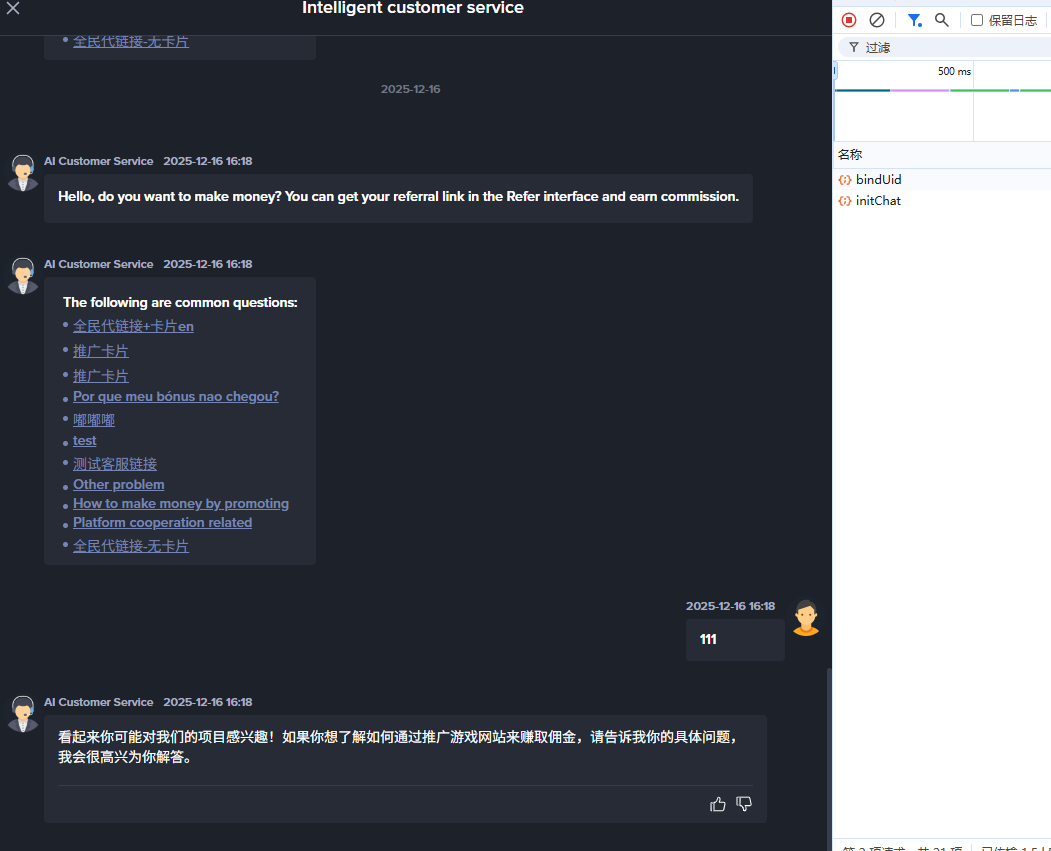 Intelligent customer service
全民代链接-无卡片
2025-12-16
AI Customer Service 2025-12-16 16:18
Hello, do you want to make money? You can get your referral link in the Refer interface and earn commission.
AI Customer Service 2025-12-16 16:18
The following are common questions:
全民代链接+卡片en
推广卡片
推广卡片
Por que meu bónus nao chegou?
嘟嘟嘟
test
测试客服链接
Other problem
How to make money by promoting
Platform cooperation related
全民代链接-无卡片
2025-12-16 16:18
111
AI Customer Service 2025-12-16 16:18
看起来你可能对我们的项目感兴趣！如果你想了解如何通过推广游戏网站来赚取佣金，请告诉我你的具体问题，
我会很高兴为你解答。
保留日志
过滤
500 ms
名称
bindUid
initChat